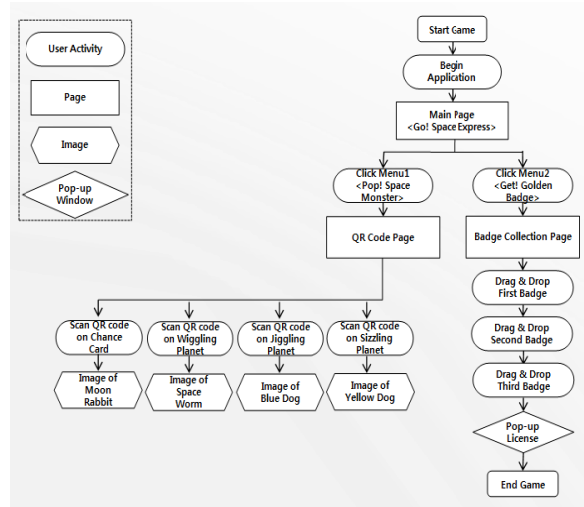 User Activity
Page
Image
Pop-up
Window
Start Game
Begin
Application
Main Page
<Go! Space Express>
Click Menu1
<Pop! Space
Monster>
Click Menu2
<Get! Golden
Badge>
QR Code Page
Badge Collection Page
Scan QR code
on Chance
Card
Scan QR code
on Wiggling
Planet
Scan QR code
on Jiggling
Planet
Scan QR code
on Sizzling
Planet
Image of
Moon
Rabbit
Image of
Space
Worm
Image of
Blue Dog
Image of
Yellow Dog
Drag & Drop
First Badge
Drag & Drop
Second Badge
Drag & Drop
Third Badge
Pop-up
License
End Game